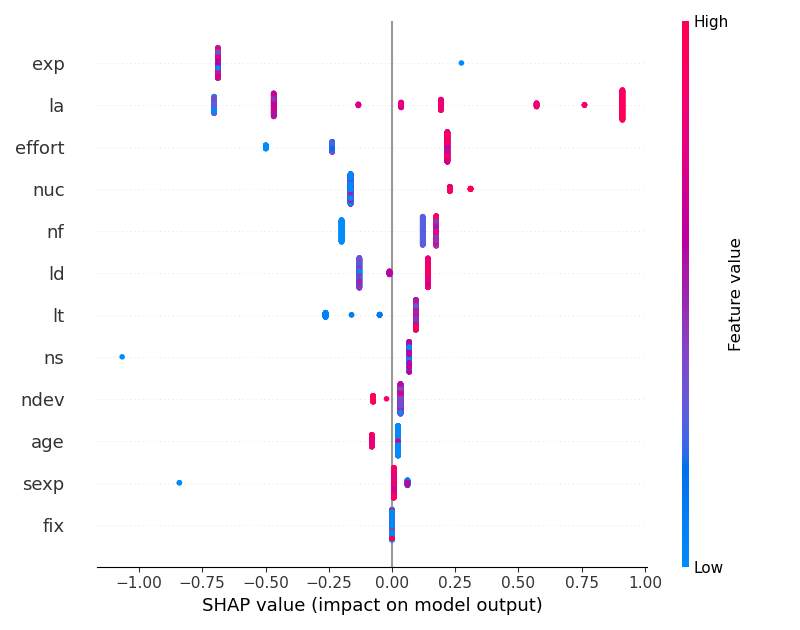 High
exp
la
effort
nuc
nf
ld
lt
ns
ndev
age
sexp
fix
Feature value
Low
−1.00 −0.75 −0.50 −0.25 0.00 0.25 0.50 0.75 1.00
SHAP value (impact on model output)